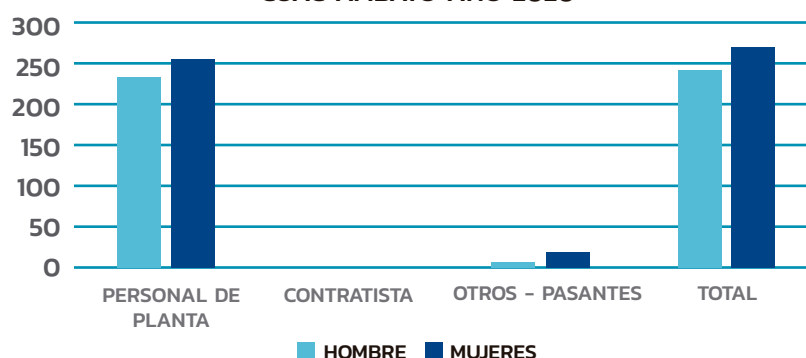 300
250
200
150
100
50
0
PERSONAL DE
PLANTA
CONTRATISTA
OTROS - PASANTES
TOTAL
HOMBRE
MUJERES